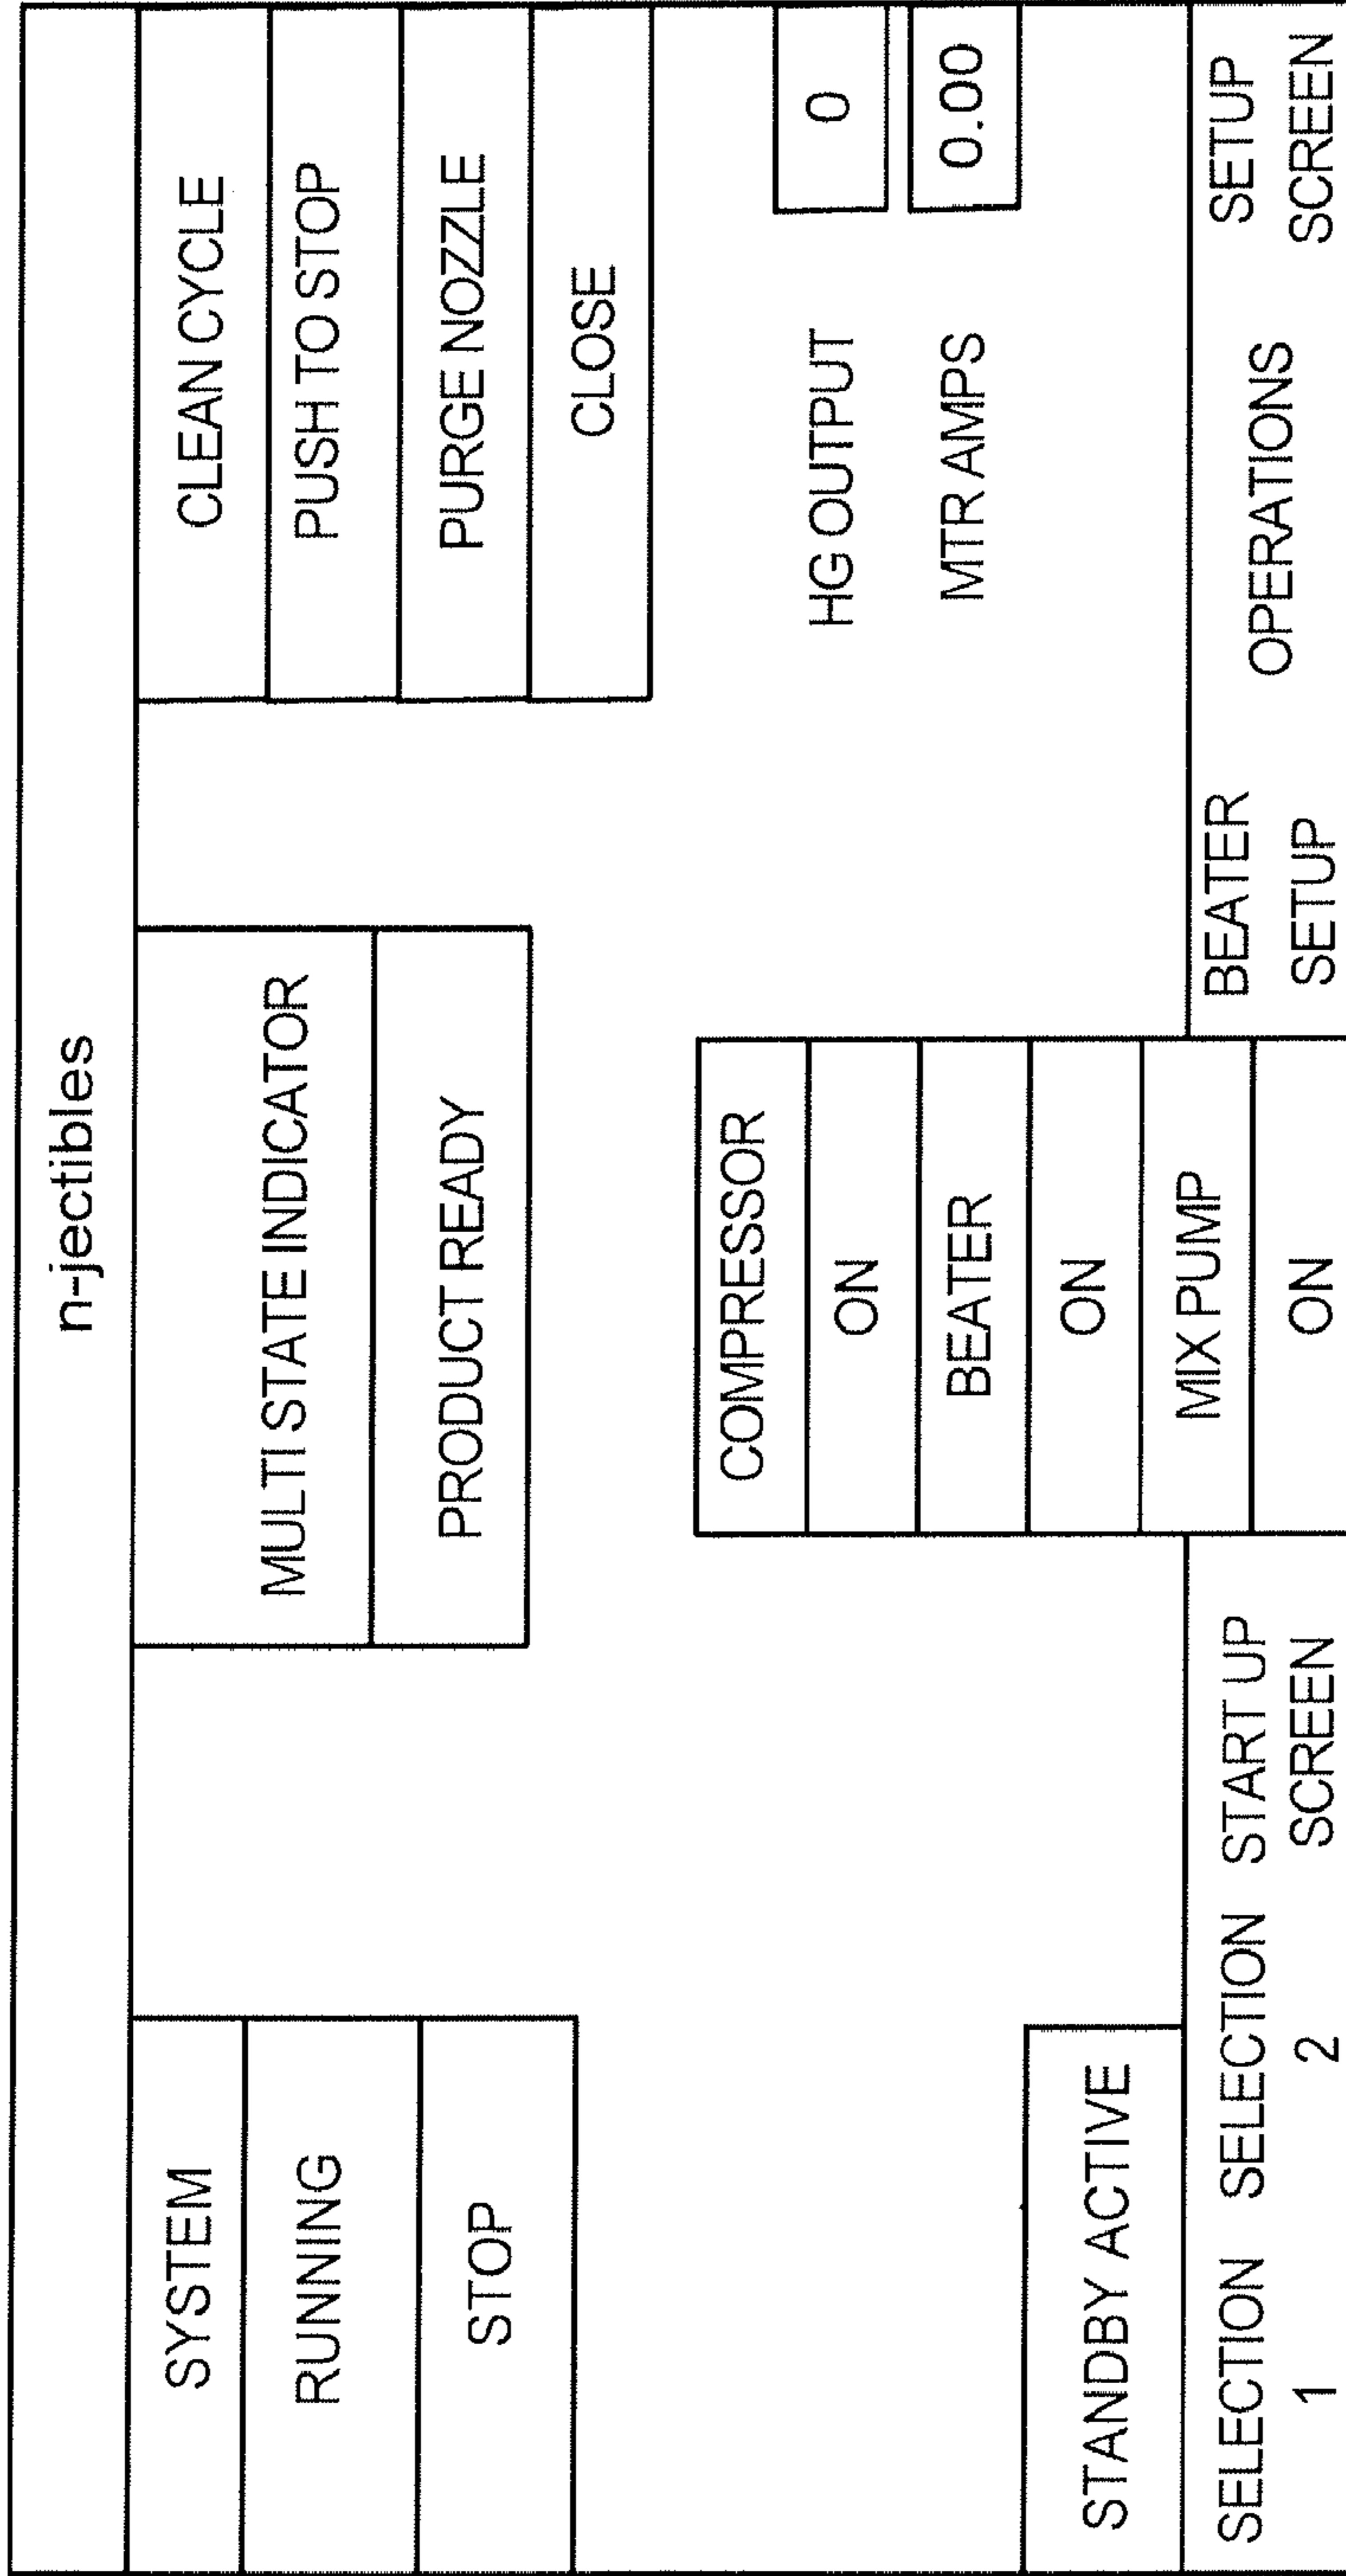 n-jectibles
SYSTEM
RUNNING
STOP
MULTI STATE INDICATOR
PRODUCT READY
CLEAN CYCLE
PUSH TO STOP
PURGE NOZZLE
CLOSE
COMPRESSOR
ON
BEATER
ON
MIX PUMP
ON
HG OUTPUT 0
MTR AMPS 0.00
STANDBY ACTIVE
SELECTION
1
SELECTION
2
START UP
SCREEN
BEATER
SETUP
OPERATIONS
SETUP
SCREEN